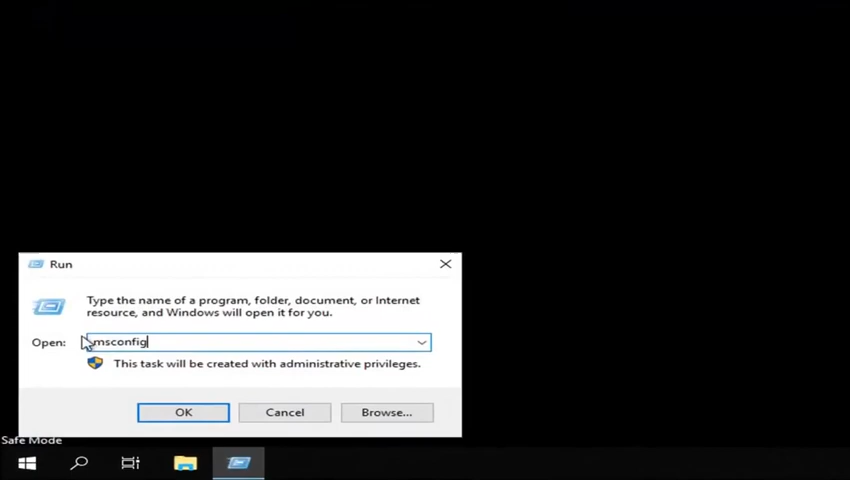 Run
Type the name of a program, folder, document, or Internet
resource, and Windows will open it for you.
Open: msconfig
This task will be created with administrative privileges.
OK Cancel Browse...
Safe Mode